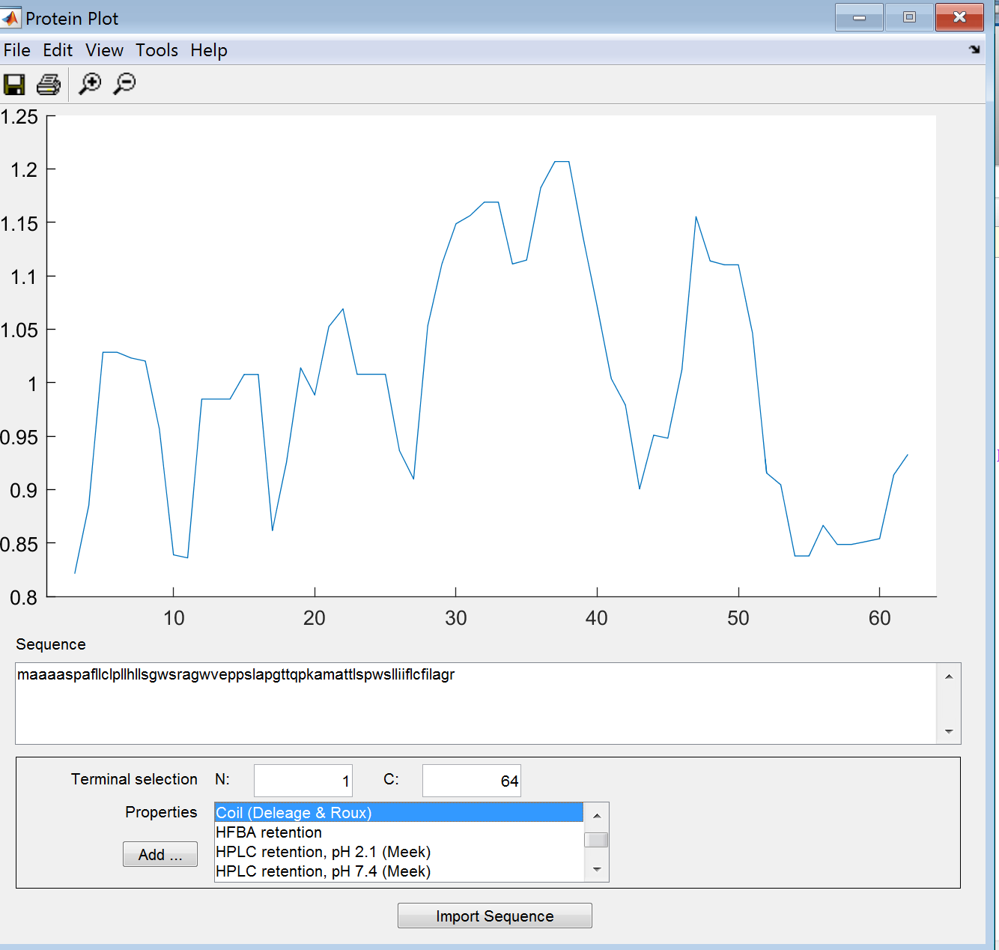 Protein Plot
File Edit View Tools Help
1.25
1.2
1.15
1.1
1.05
1
0.95
0.9
0.85
0.8
10 20 30 40 50 60
Sequence
maaaaspafllclpllhllsgwsragwveppslapgttqpkamattlspwslliiflcfilagr
Terminal selection N: 1 C: 64
Properties
Coil (Deleage & Roux)
HFBA retention
HPLC retention, pH 2.1 (Meek)
Add ...
HPLC retention, pH 7.4 (Meek)
Import Sequence